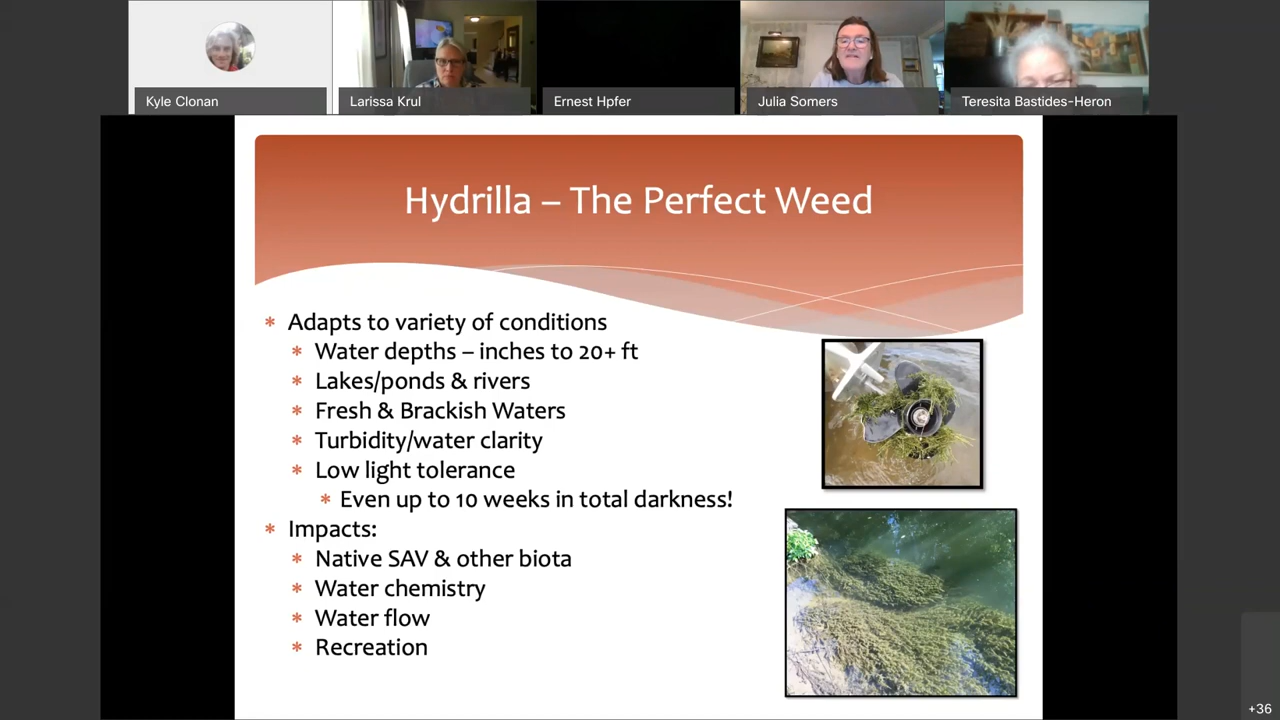 Kyle Clonan
Larissa Krul
Ernest Hpfer
Julia Somers
Teresita Bastides-Heron
Hydrilla – The Perfect Weed
* Adapts to variety of conditions
* Water depths – inches to 20+ ft
* Lakes/ponds & rivers
* Fresh & Brackish Waters
* Turbidity/water clarity
* Low light tolerance
* Even up to 10 weeks in total darkness!
* Impacts:
* Native SAV & other biota
* Water chemistry
* Water flow
* Recreation
+36